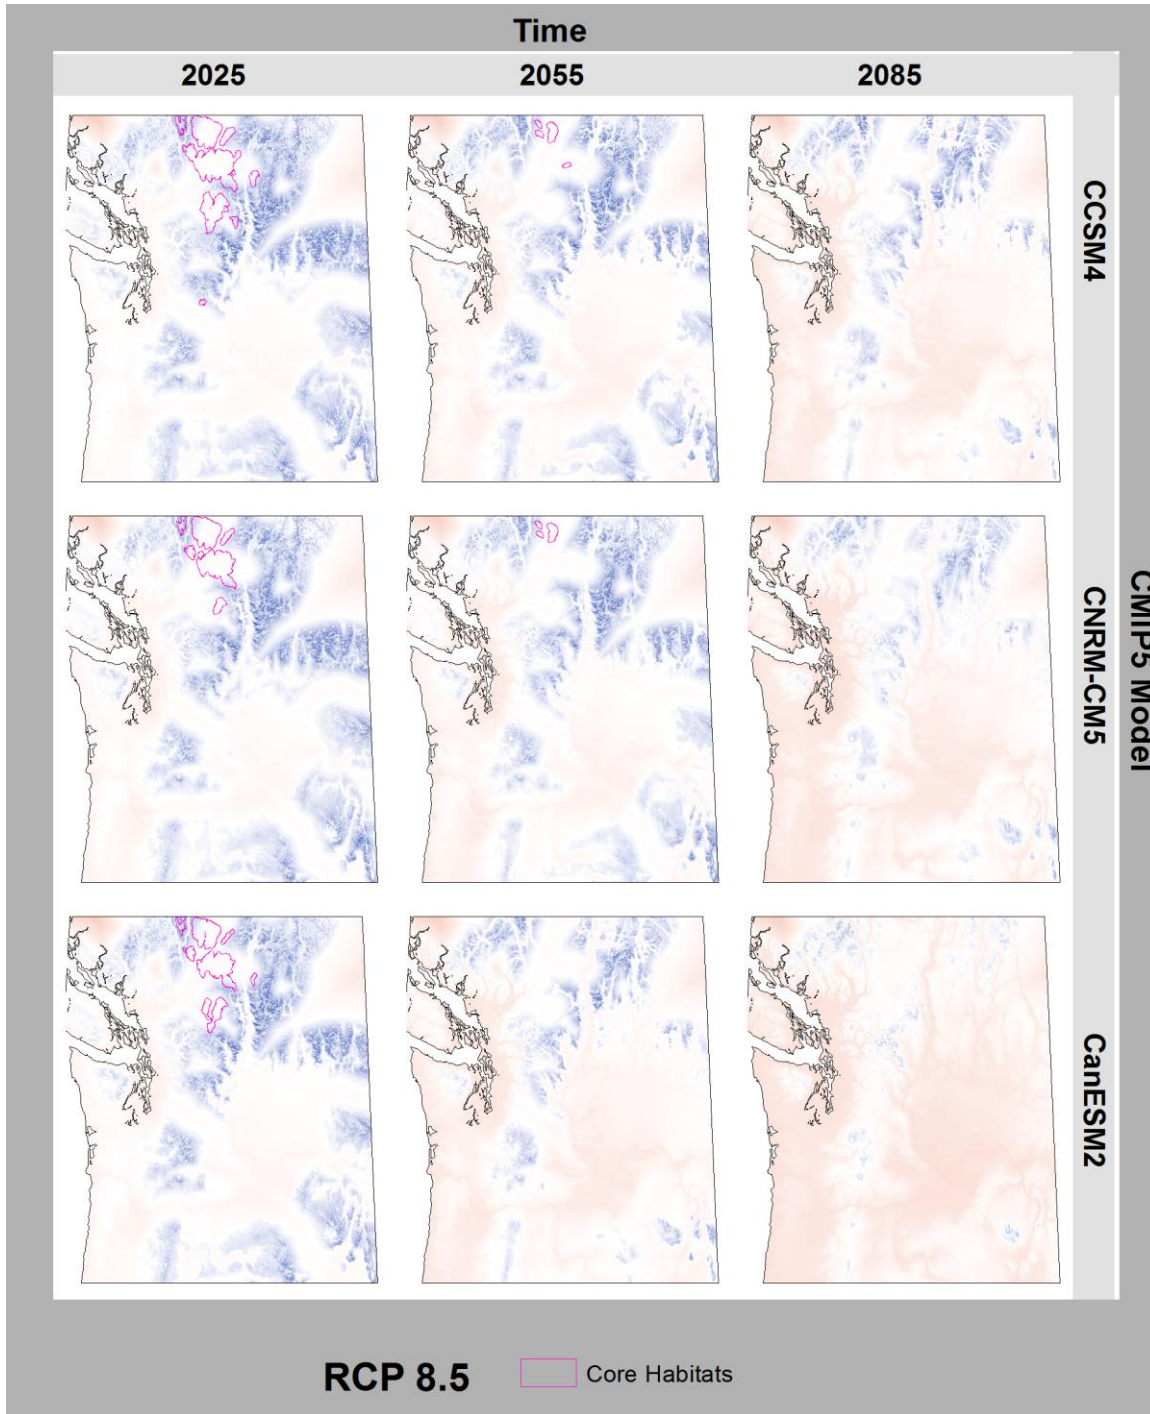 Time
2025 2055 2085
CCSM4
CNRM-CM5
CanESM2
CMIP5 Model
RCP 8.5 Core Habitats